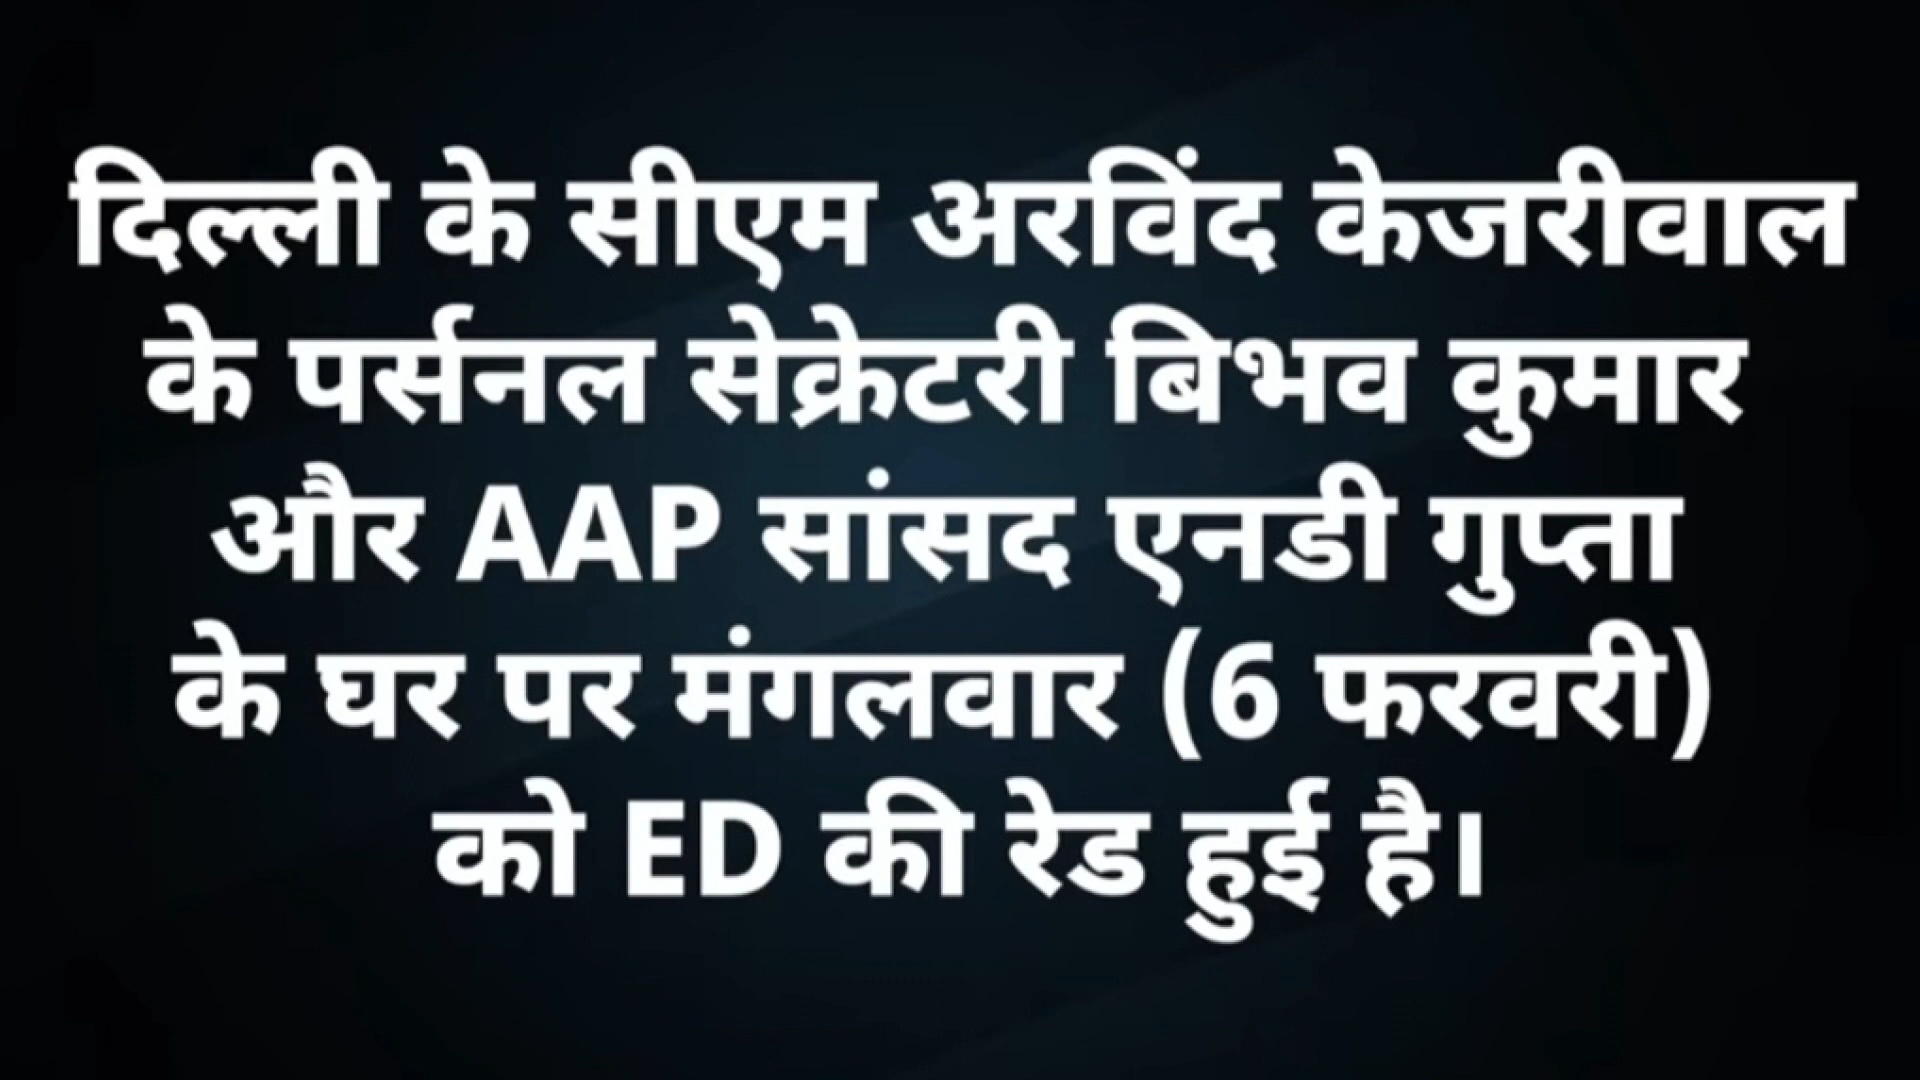 दिल्ली के सीएम अरविंद केजरीवाल
के पर्सनल सेक्रेटरी बिभव कुमार
और AAP सांसद एनडी गुप्ता
के घर पर मंगलवार (6 फरवरी)
को ED की रेड हुई है।